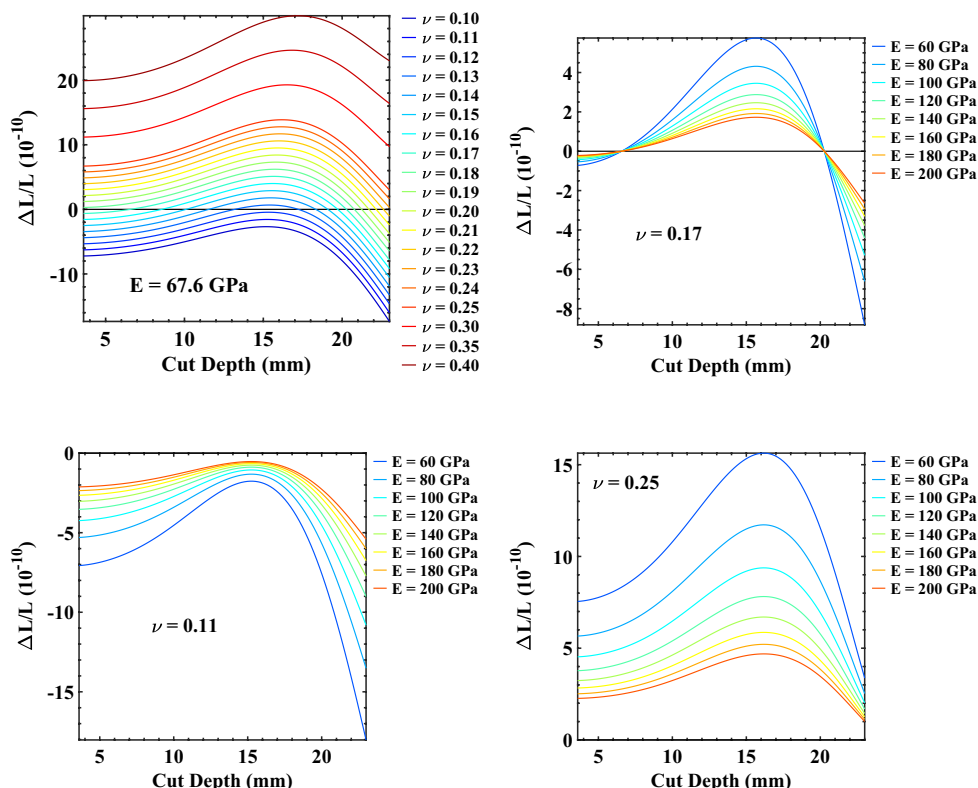 20
10
0
-10
ΔL/L (10^-10)
E = 67.6 GPa
5 10 15 20
Cut Depth (mm)
ν = 0.10
ν = 0.11
ν = 0.12
ν = 0.13
ν = 0.14
ν = 0.15
ν = 0.16
ν = 0.17
ν = 0.18
ν = 0.19
ν = 0.20
ν = 0.21
ν = 0.22
ν = 0.23
ν = 0.24
ν = 0.25
ν = 0.30
ν = 0.35
ν = 0.40
4
2
0
-2
-4
-6
-8
ΔL/L (10^-10)
ν = 0.17
5 10 15 20
Cut Depth (mm)
E = 60 GPa
E = 80 GPa
E = 100 GPa
E = 120 GPa
E = 140 GPa
E = 160 GPa
E = 180 GPa
E = 200 GPa
0
-5
-10
-15
ΔL/L (10^-10)
ν = 0.11
5 10 15 20
Cut Depth (mm)
E = 60 GPa
E = 80 GPa
E = 100 GPa
E = 120 GPa
E = 140 GPa
E = 160 GPa
E = 180 GPa
E = 200 GPa
15
10
5
0
ΔL/L (10^-10)
ν = 0.25
5 10 15 20
Cut Depth (mm)
E = 60 GPa
E = 80 GPa
E = 100 GPa
E = 120 GPa
E = 140 GPa
E = 160 GPa
E = 180 GPa
E = 200 GPa